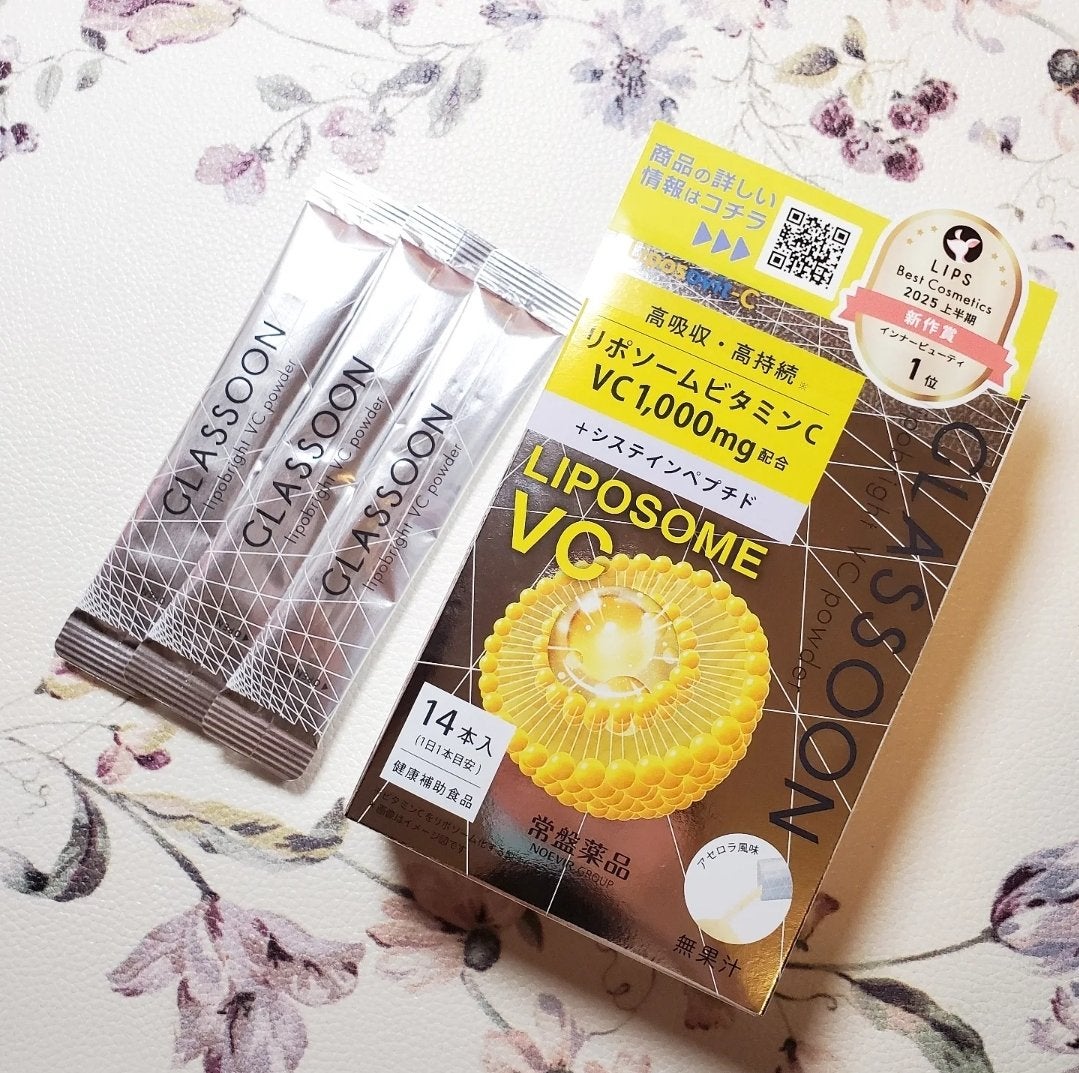 GLASSOON
lipobright VC powder
GLASSOON
lipobright VC powder
GLASSOON
lipobright VC powder
商品の詳しい
情報はコチラ
LIPS
Best Cosmetics
2025 上半期
新作賞
インナービューティ
1位
高吸収・高持続※
リポソームビタミンC
VC1,000mg配合
+システインペプチド
LIPOSOME
VC
GLASSOON
lipobright VC powder
14本入
(1日1本目安)
健康補助食品
常盤薬品
NOEVIR GROUP
アセロラ風味
無果汁